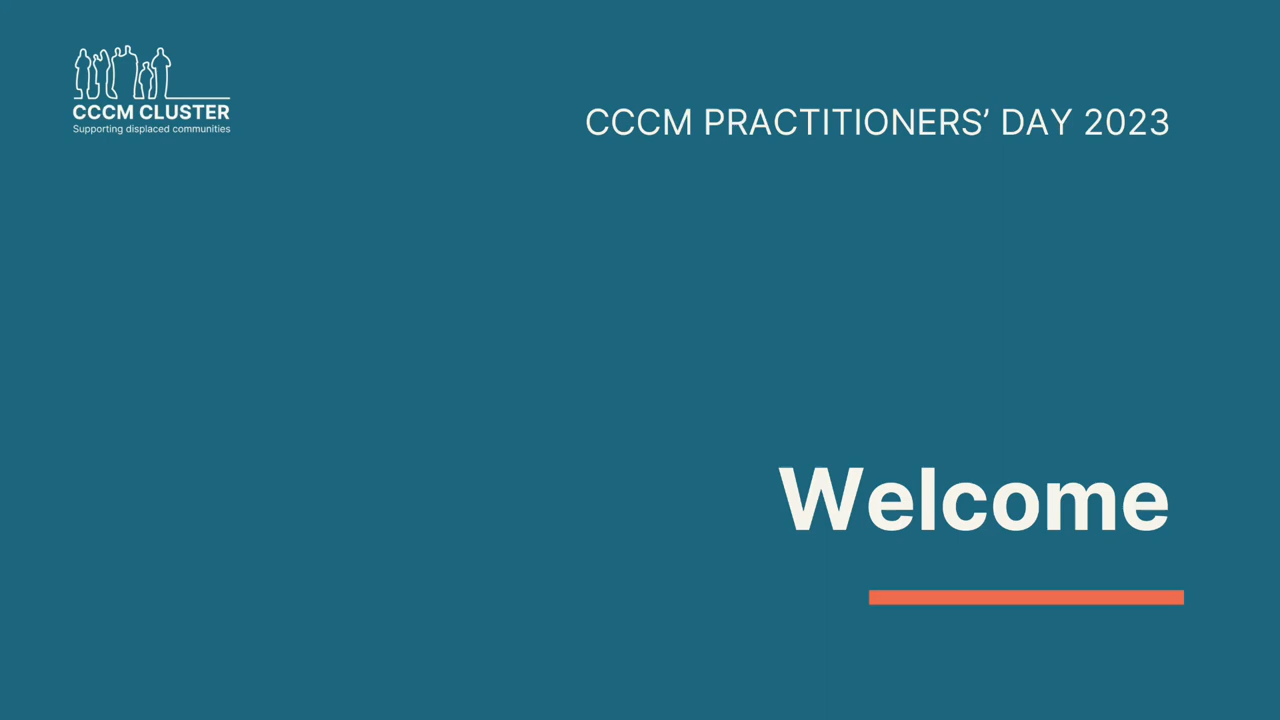 CCCM CLUSTER
Supporting displaced communities
CCCM PRACTITIONERS’ DAY 2023
Welcome